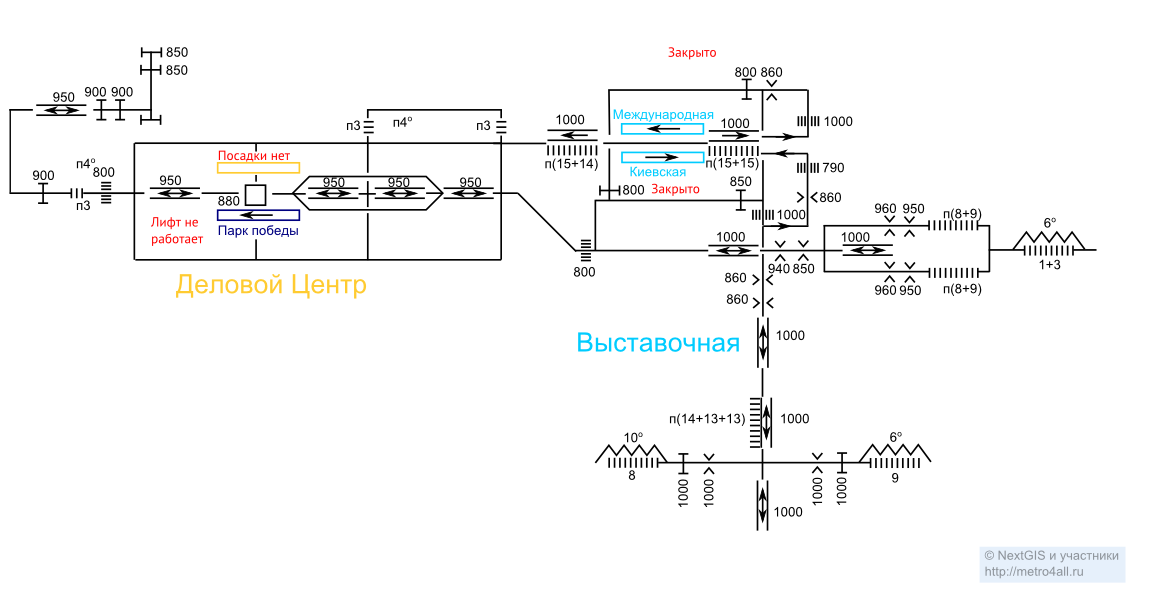 850
850
Закрыто
950
900
900
800
860
п3
п4°
п3
1000
Международная
1000
1000
Посадки нет
п4°
800
900
п3
950
880
950
950
950
п(15+14)
Киевская
п(15+15)
790
800
Закрыто
850
860
1000
Лифт не
работает
Парк победы
960
950
п(8+9)
6°
1000
1000
1+3
800
940
850
960
950
п(8+9)
860
860
Деловой Центр
Выставочная
1000
п(14+13+13)
1000
10°
6°
8
9
1000
1000
1000
1000
1000
© NextGIS и участники
http://metro4all.ru